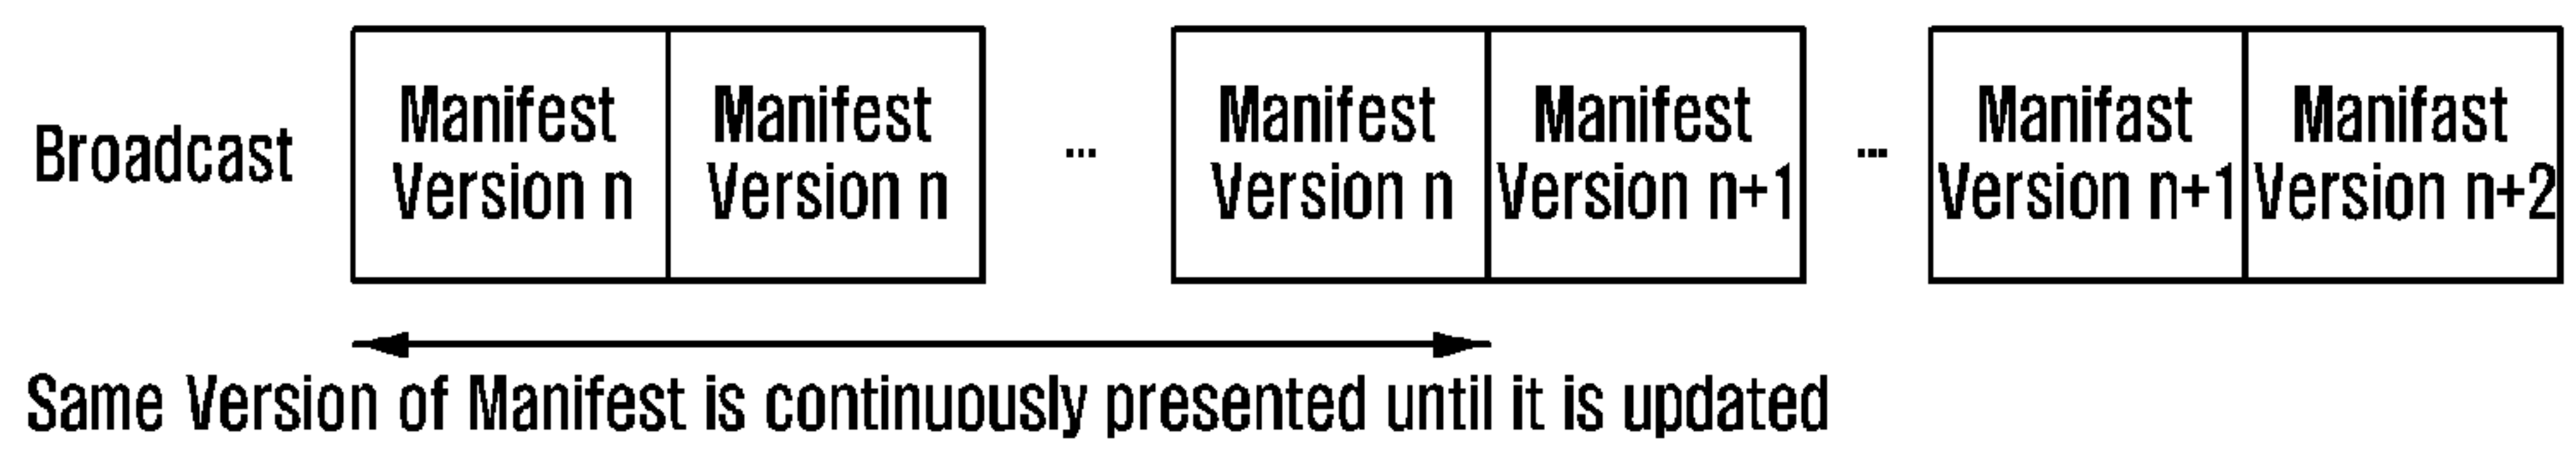 Broadcast
Manifest
Version n
Manifest
Version n
...
Manifest
Version n
Manifest
Version n+1
...
Manifast
Version n+1
Manifast
Version n+2
Same Version of Manifest is continuously presented until it is updated